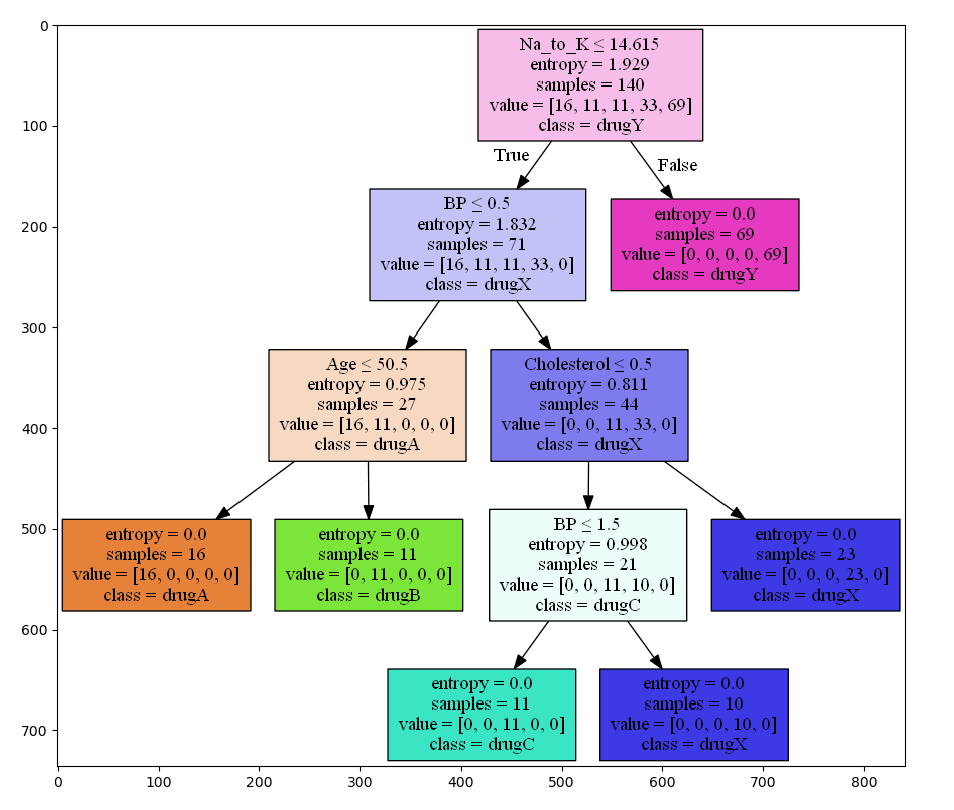 Na_to_K ≤ 14.615
entropy = 1.929
samples = 140
value = [16, 11, 11, 33, 69]
class = drugY
True
False
BP ≤ 0.5
entropy = 1.832
samples = 71
value = [16, 11, 11, 33, 0]
class = drugX
entropy = 0.0
samples = 69
value = [0, 0, 0, 0, 69]
class = drugY
Age ≤ 50.5
entropy = 0.975
samples = 27
value = [16, 11, 0, 0, 0]
class = drugA
Cholesterol ≤ 0.5
entropy = 0.811
samples = 44
value = [0, 0, 11, 33, 0]
class = drugX
entropy = 0.0
samples = 16
value = [16, 0, 0, 0, 0]
class = drugA
entropy = 0.0
samples = 11
value = [0, 11, 0, 0, 0]
class = drugB
BP ≤ 1.5
entropy = 0.998
samples = 21
value = [0, 0, 11, 10, 0]
class = drugC
entropy = 0.0
samples = 23
value = [0, 0, 0, 23, 0]
class = drugX
entropy = 0.0
samples = 11
value = [0, 0, 11, 0, 0]
class = drugC
entropy = 0.0
samples = 10
value = [0, 0, 0, 10, 0]
class = drugX
0
100
200
300
400
500
600
700
0 100 200 300 400 500 600 700 800